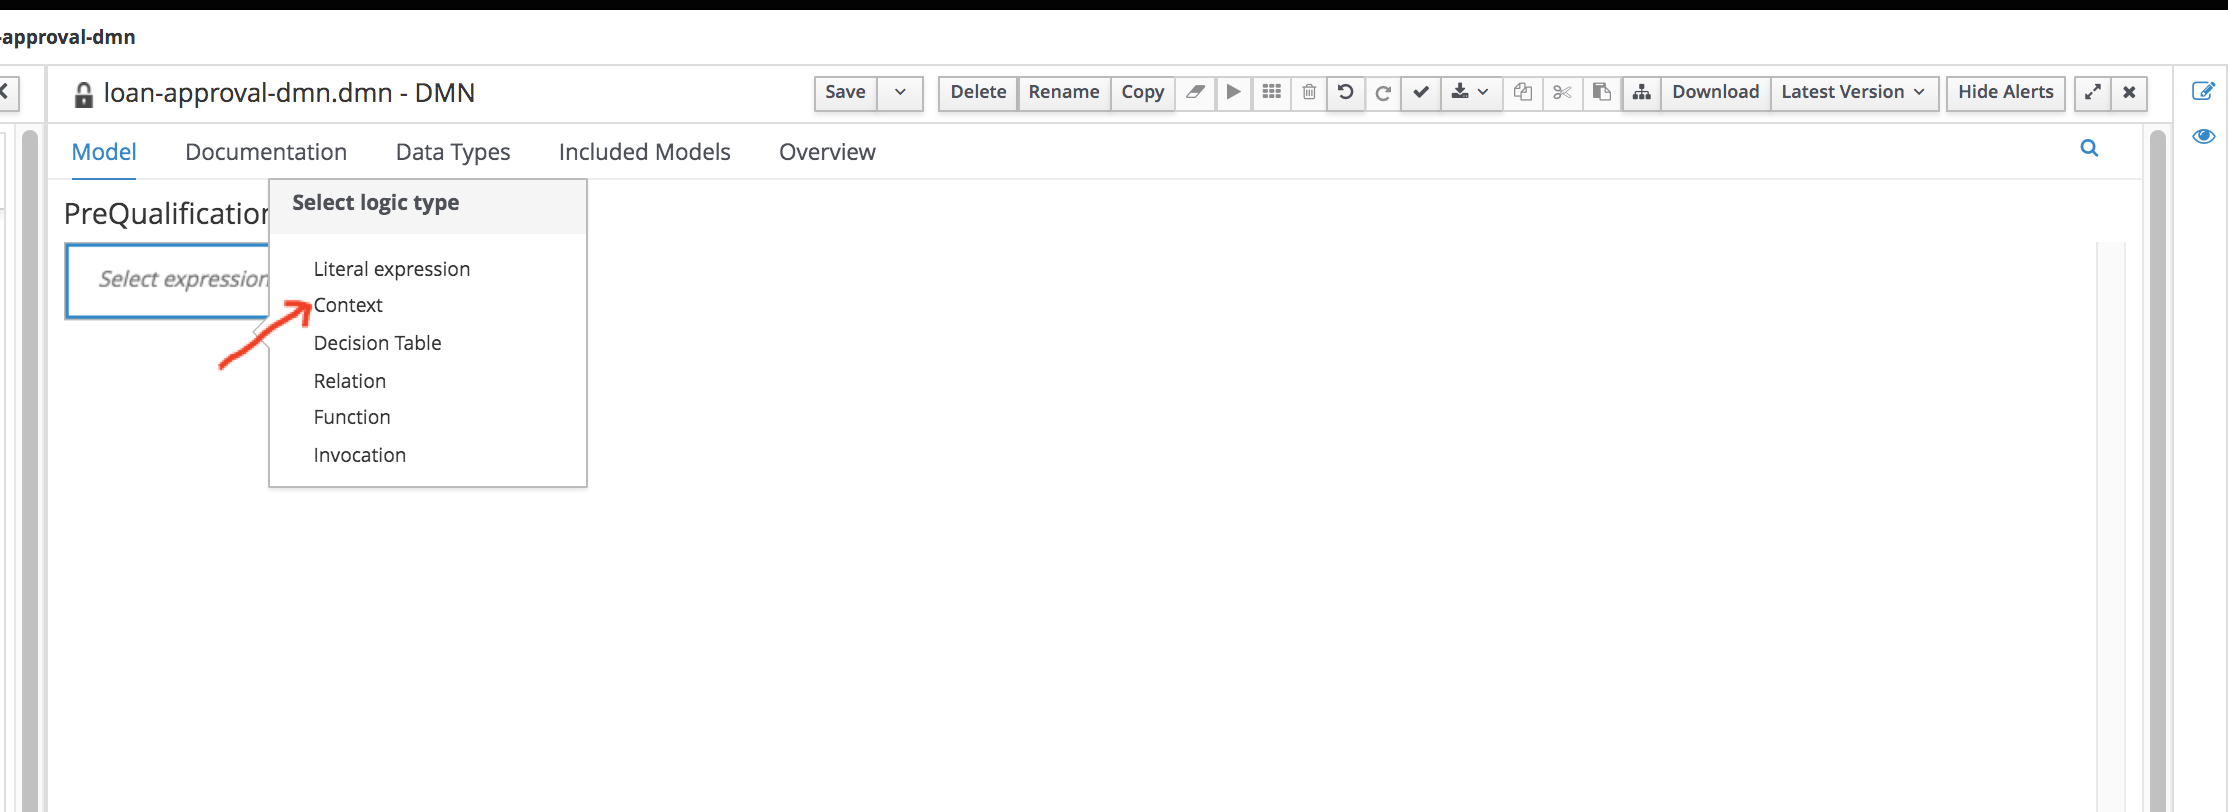 -approval-dmn
loan-approval-dmn.dmn - DMN
Save
Delete
Rename
Copy
Download
Latest Version
Hide Alerts
Model
Documentation
Data Types
Included Models
Overview
PreQualification
Select expression
Select logic type
Literal expression
Context
Decision Table
Relation
Function
Invocation